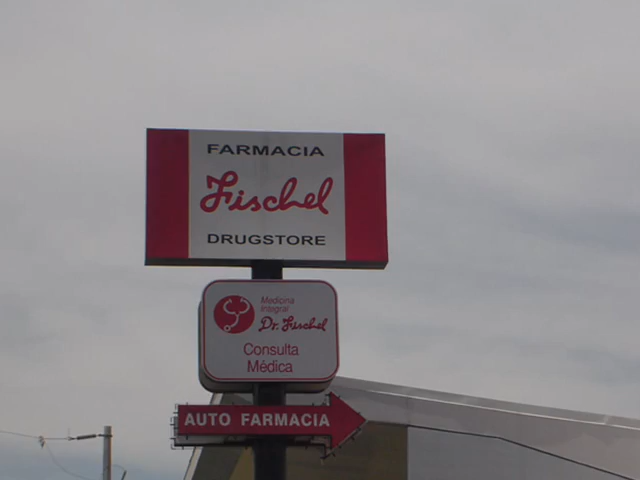 FARMACIA
Fischel
DRUGSTORE
Medicina
Integral
Dr. Fischel
Consulta
Médica
AUTO FARMACIA